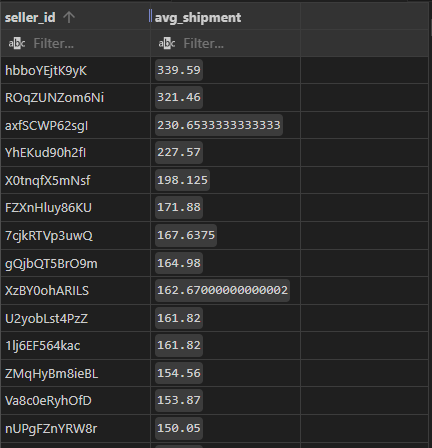 seller_id avg_shipment
abc Filter... abc Filter...
hbboYEjtK9yK 339.59
ROqZUNZom6Ni 321.46
axfSCWP62sgI 230.6533333333333
YhEKud90h2fI 227.57
X0tnqfX5mNsf 198.125
FZXnHluy86KU 171.88
7cjkRTVp3uwQ 167.6375
gQjbQT5BrO9m 164.98
XzBY0ohARILS 162.67000000000002
U2yobLst4PzZ 161.82
1lj6EF564kac 161.82
ZMqHyBm8ieBL 154.56
Va8c0eRyhOfD 153.87
nUPgFZnYRW8r 150.05